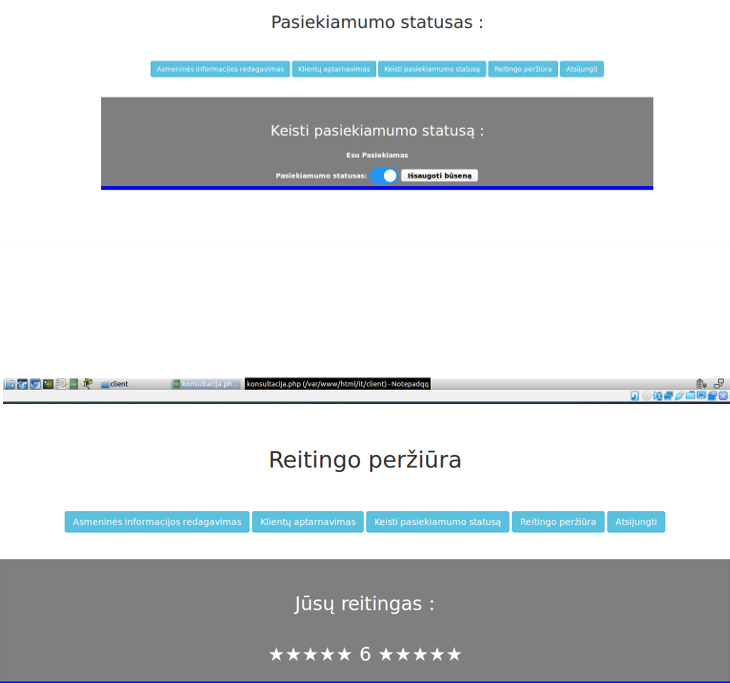 Pasiekiamumo statusas :
Asmeninės informacijos redagavimas Klientų aptarnavimas Keisti pasiekiamumo statusą Reitingo peržiūra Atsijungti
Keisti pasiekiamumo statusą :
Esu Pasiekiamas
Pasiekiamumo statusas: Išsaugoti būseną
client konsultacija.ph... konsultacija.php (/var/www/html/it/client) - Notepadqq
Reitingo peržiūra
Asmeninės informacijos redagavimas Klientų aptarnavimas Keisti pasiekiamumo statusą Reitingo peržiūra Atsijungti
Jūsų reitingas :
★★★★★ 6 ★★★★★